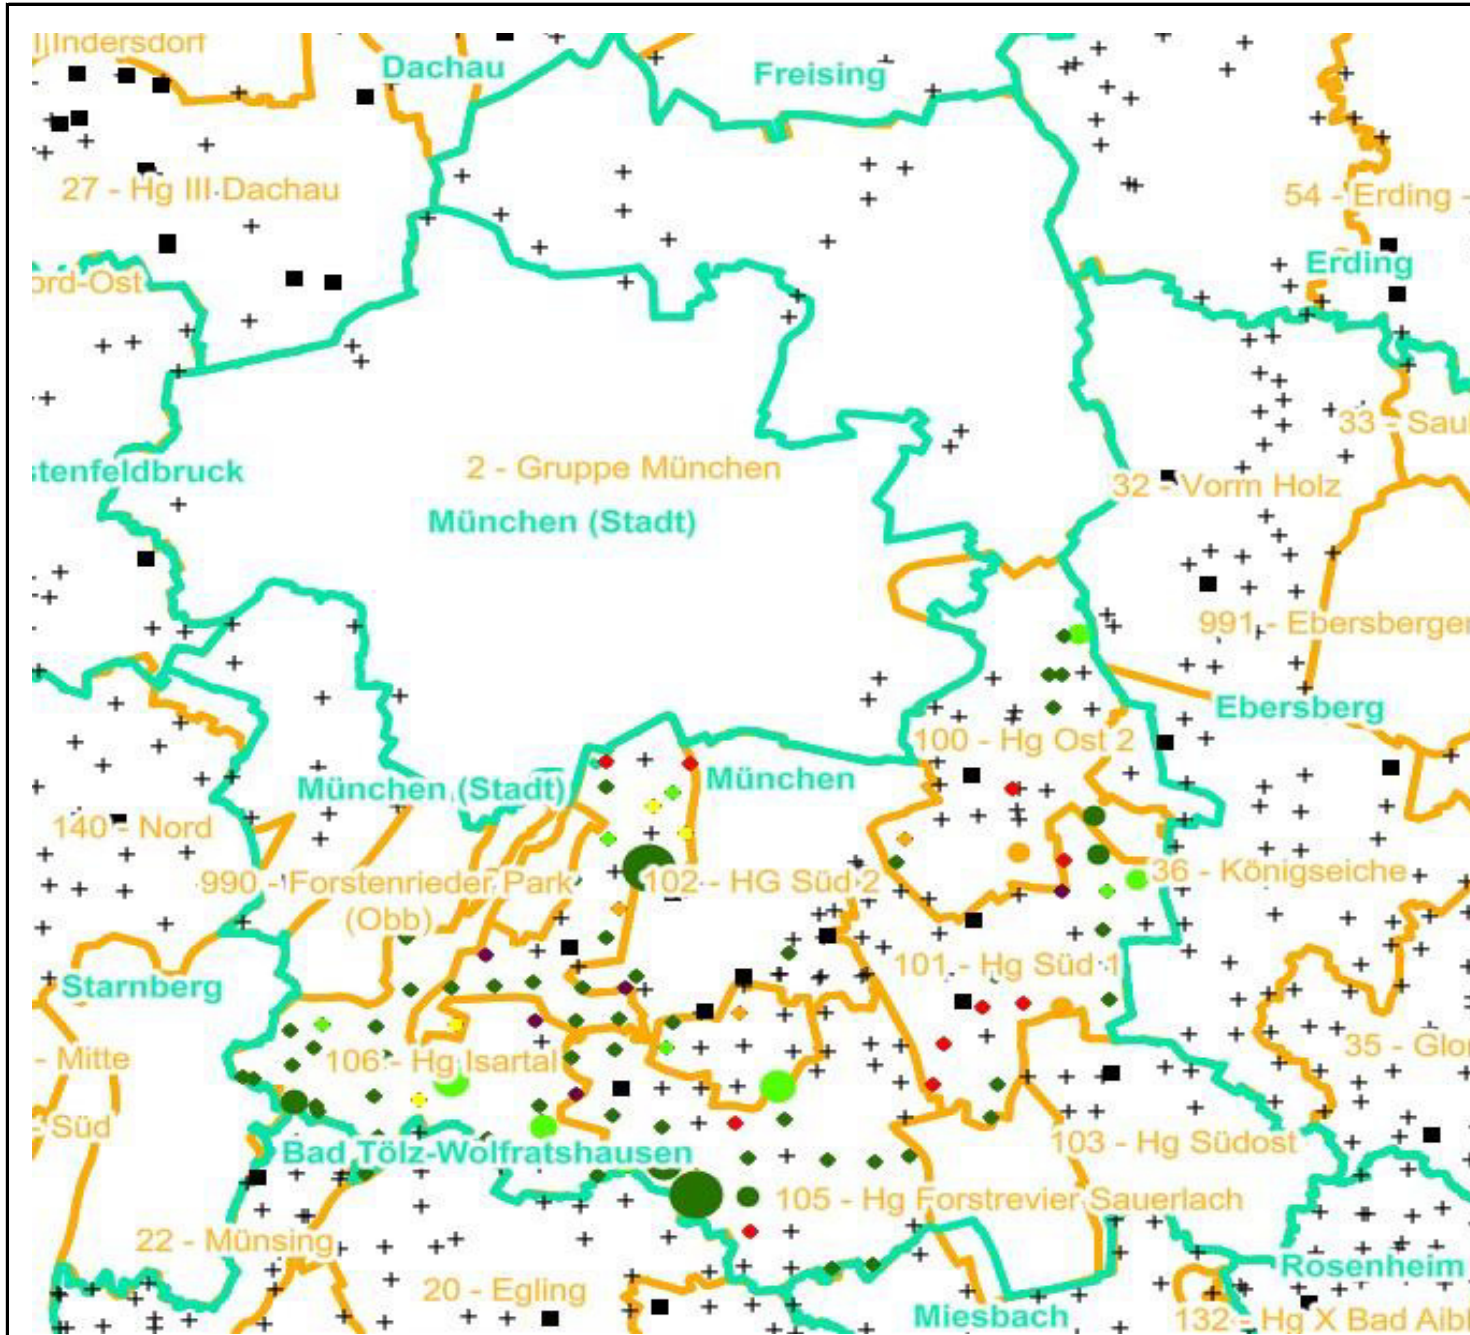 Indersdorf
Dachau
Freising
27 - Hg III Dachau
54 - Erding -
Erding
ord-Ost
33 - Saul
stenfeldbruck
2 - Gruppe München
32 - Vorm Holz
München (Stadt)
991 - Ebersberger
Ebersberg
100 - Hg Ost 2
München (Stadt)
München
140 - Nord
990 - Forstenrieder Park
(Obb)
102 - HG Süd 2
36 - Königseiche
101 - Hg Süd 1
Starnberg
- Mitte
106 - Hg Isartal
35 - Glon
- Süd
Bad Tölz-Wolfratshausen
103 - Hg Südost
105 - Hg Forstrevier Sauerlach
22 - Münsing
Rosenheim
20 - Egling
Miesbach
132 - Hg X Bad Aibl